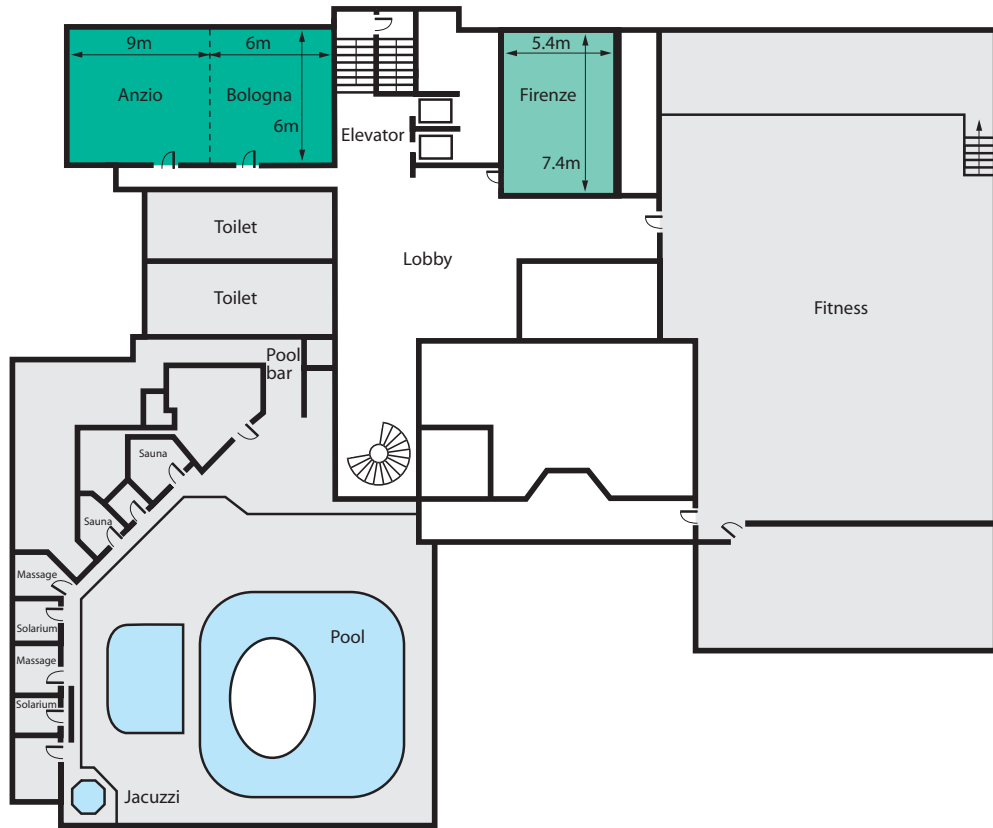 9m
6m
5.4m
Anzio
Bologna
Firenze
6m
Elevator
7.4m
Toilet
Lobby
Toilet
Fitness
Pool
bar
Sauna
Sauna
Massage
Solarium
Pool
Massage
Solarium
Jacuzzi